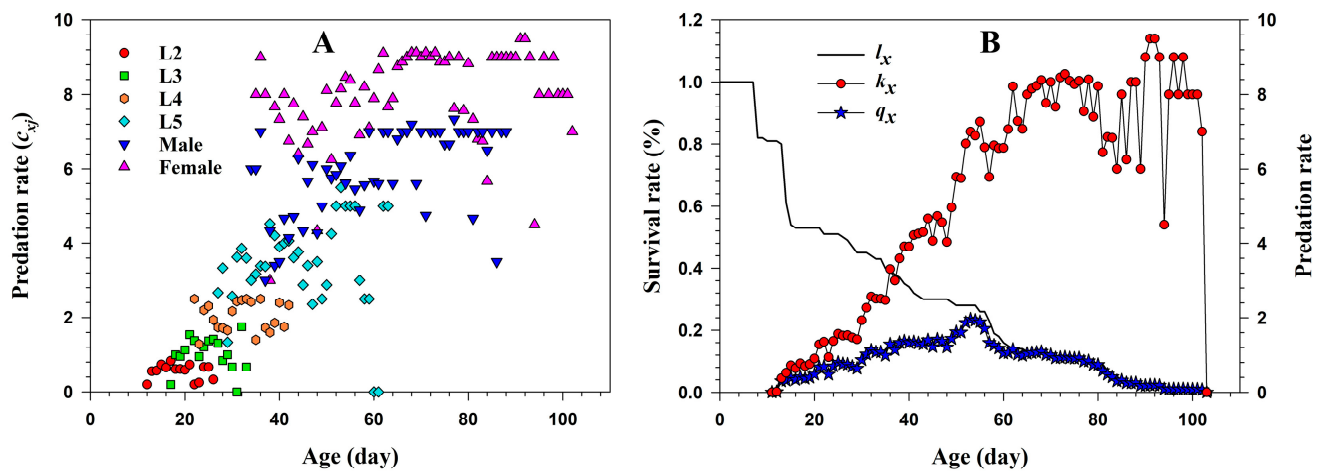 A
L2
L3
L4
L5
Male
Female
10
8
6
4
2
0
0 20 40 60 80 100
Predation rate (cxj)
Age (day)
B
lx
kx
qx
1.2
1.0
0.8
0.6
0.4
0.2
0.0
10
8
6
4
2
0
0 20 40 60 80 100
Survival rate (%)
Predation rate
Age (day)